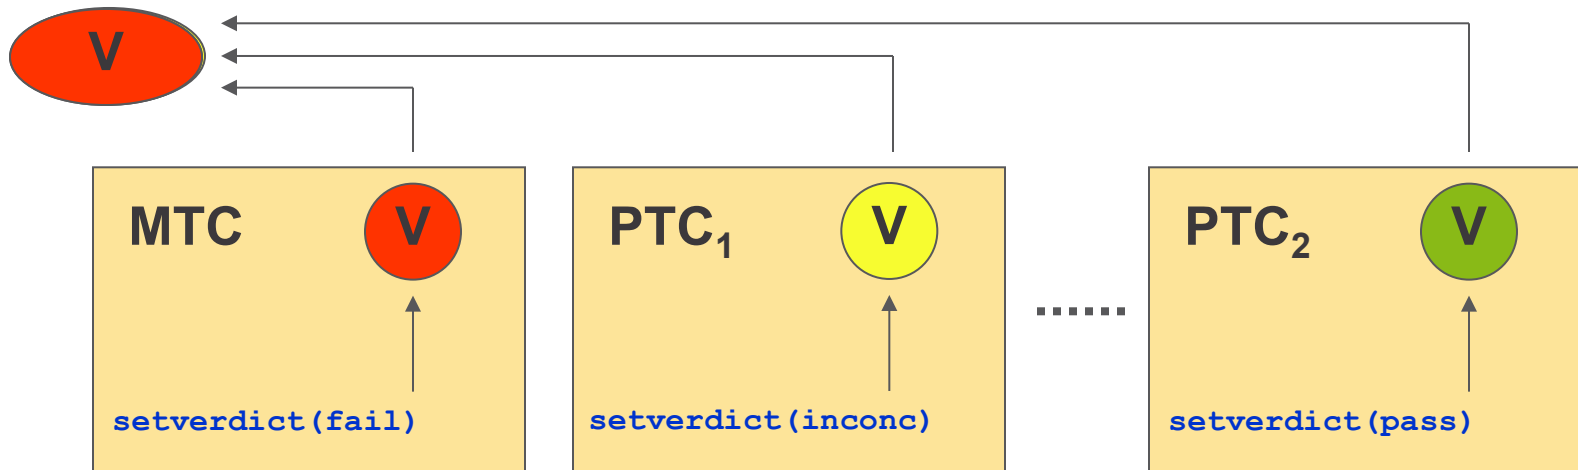 V
MTC V
PTC1 V
PTC2 V
......
setverdict(fail)
setverdict(inconc)
setverdict(pass)